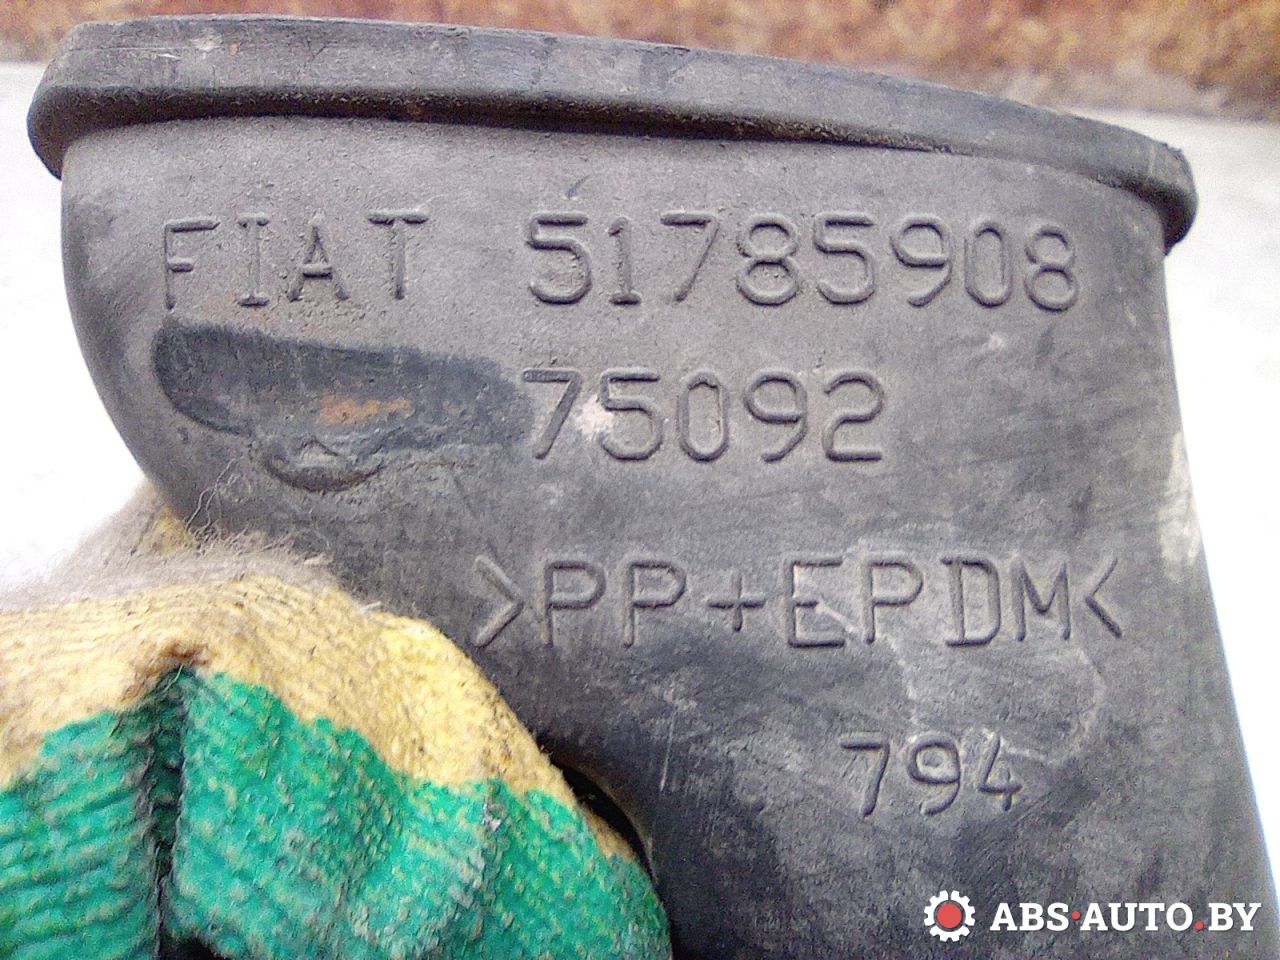 FIAT 51785908
75092
>PP+EPDM<
794
ABS·AUTO.BY